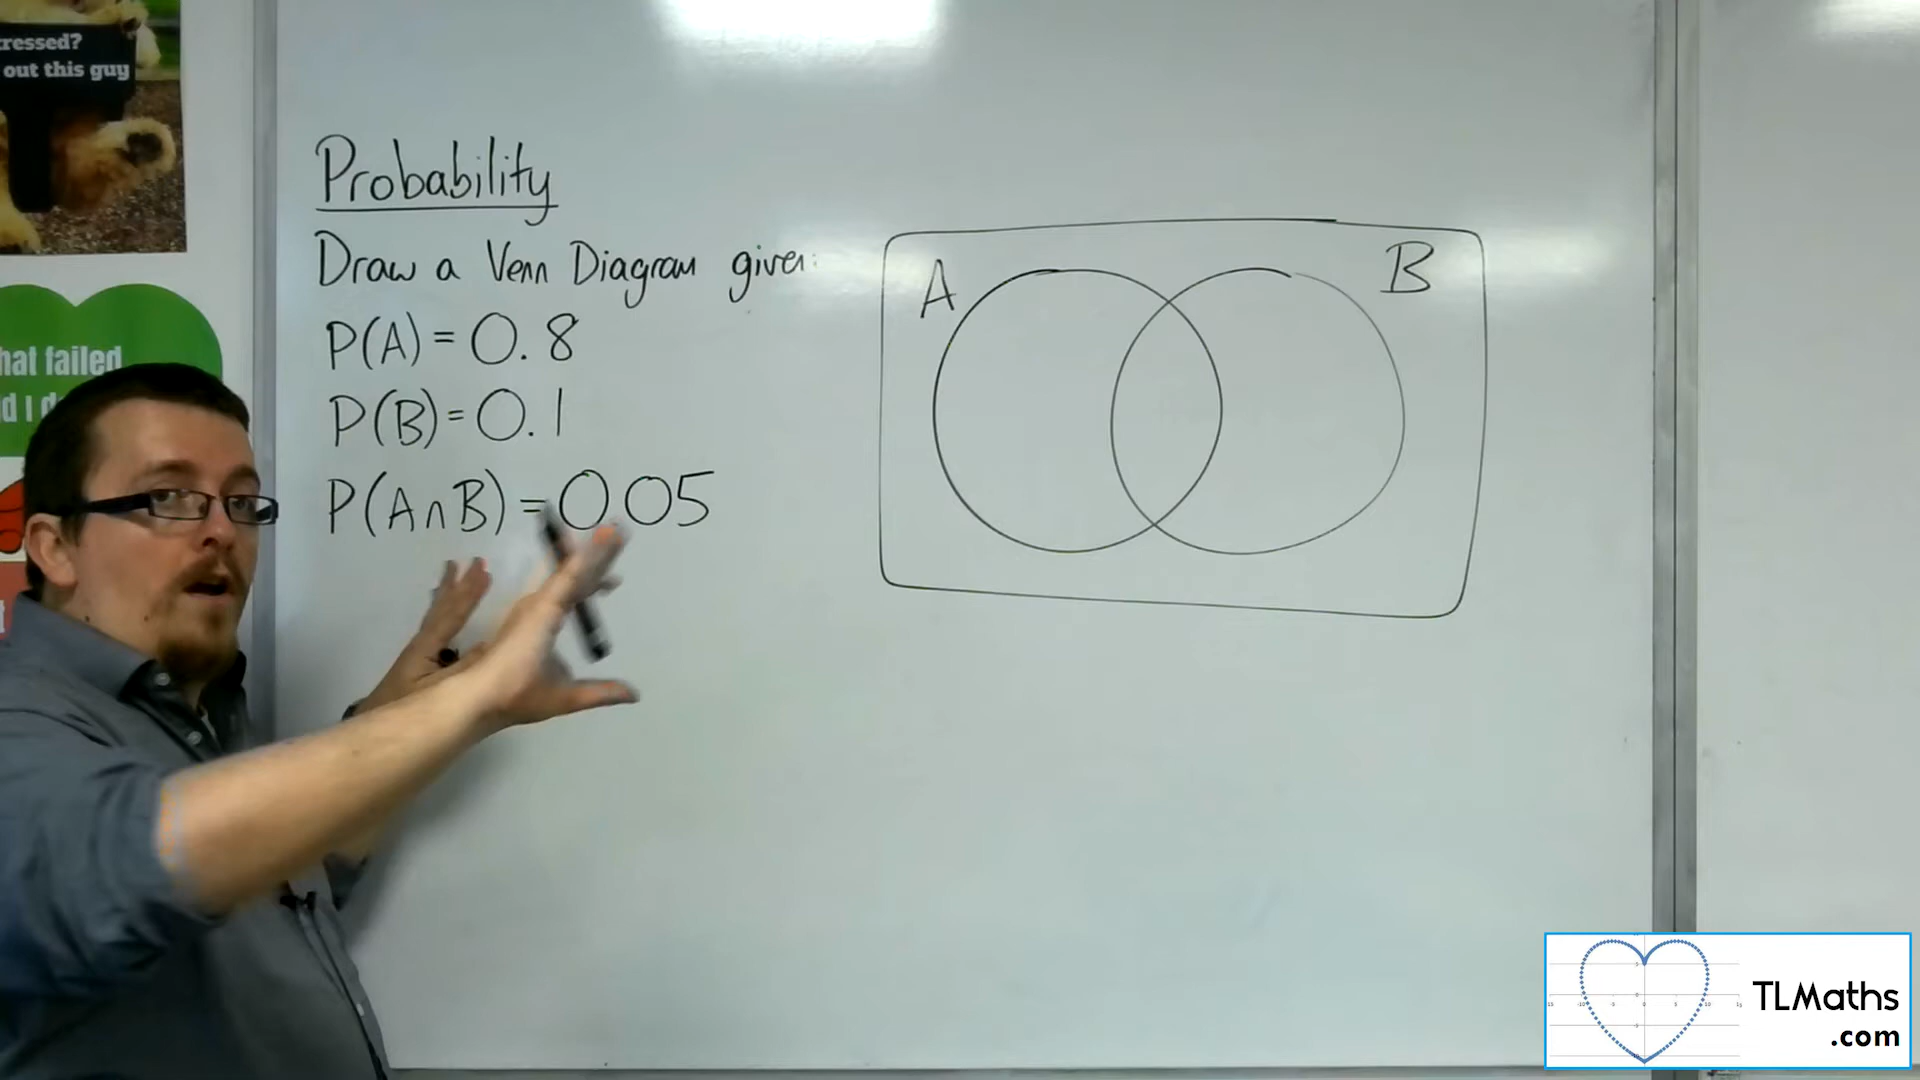 ressed?
out this guy
hat failed
d I d
Probability
Draw a Venn Diagram given:
P(A) = 0.8
P(B) = 0.1
P(A∩B) = 0.05
A
B
TLMaths
.com